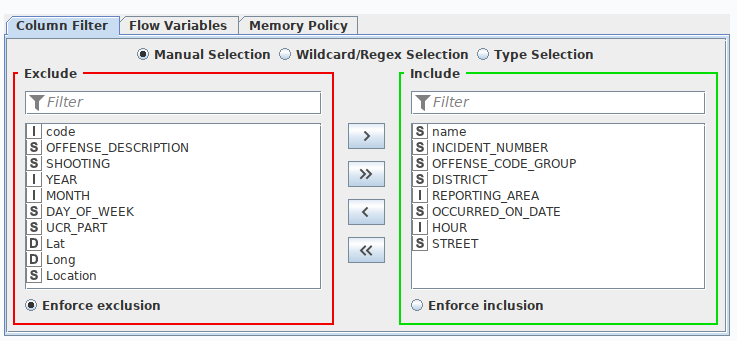 Column Filter Flow Variables Memory Policy
Manual Selection Wildcard/Regex Selection Type Selection
Exclude
Filter
I code
S OFFENSE_DESCRIPTION
S SHOOTING
I YEAR
I MONTH
S DAY_OF_WEEK
S UCR_PART
D Lat
D Long
S Location
Enforce exclusion
>
>>
<
<<
Include
Filter
S name
S INCIDENT_NUMBER
S OFFENSE_CODE_GROUP
S DISTRICT
I REPORTING_AREA
S OCCURRED_ON_DATE
I HOUR
S STREET
Enforce inclusion